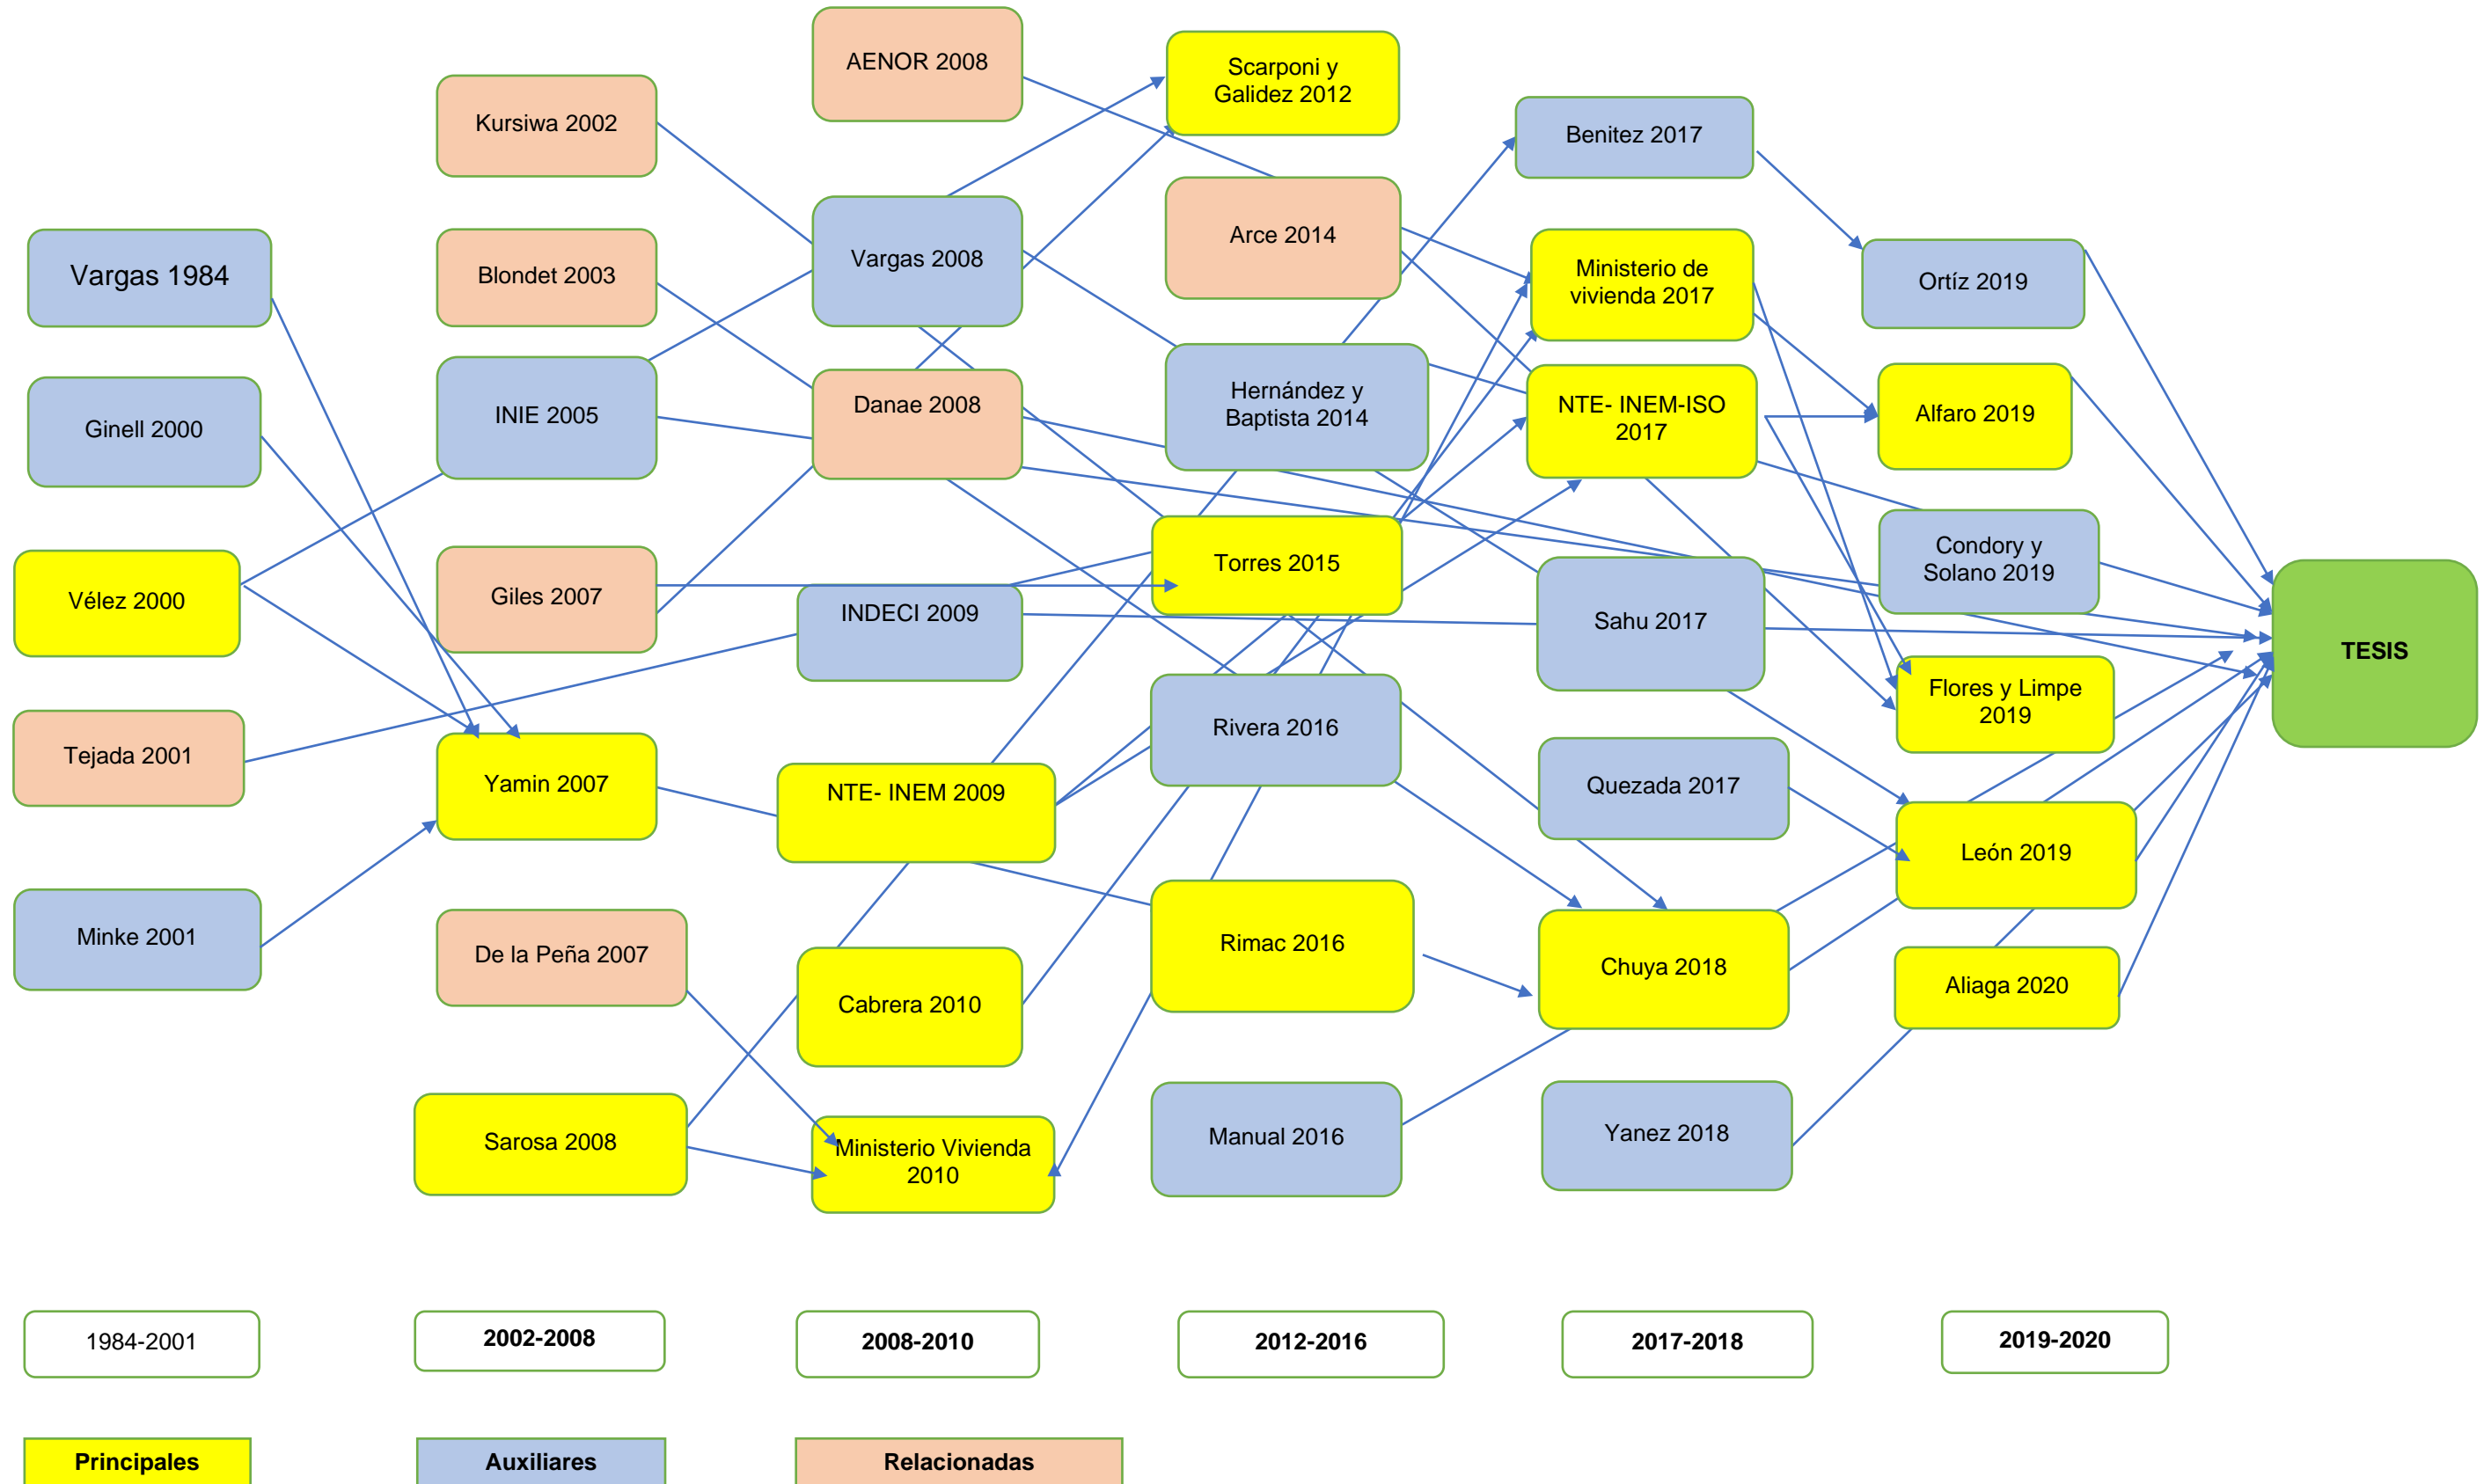 Vargas 1984
Ginell 2000
Vélez 2000
Tejada 2001
Minke 2001
Kursiwa 2002
Blondet 2003
INIE 2005
Giles 2007
Yamin 2007
De la Peña 2007
Sarosa 2008
AENOR 2008
Vargas 2008
Danae 2008
INDECI 2009
NTE- INEM 2009
Cabrera 2010
Ministerio Vivienda
2010
Scarponi y
Galidez 2012
Arce 2014
Hernández y
Baptista 2014
Torres 2015
Rivera 2016
Rimac 2016
Manual 2016
Benitez 2017
Ministerio de
vivienda 2017
NTE- INEM-ISO
2017
Sahu 2017
Quezada 2017
Chuya 2018
Yanez 2018
Ortíz 2019
Alfaro 2019
Condory y
Solano 2019
Flores y Limpe
2019
León 2019
Aliaga 2020
TESIS
1984-2001
2002-2008
2008-2010
2012-2016
2017-2018
2019-2020
Principales
Auxiliares
Relacionadas